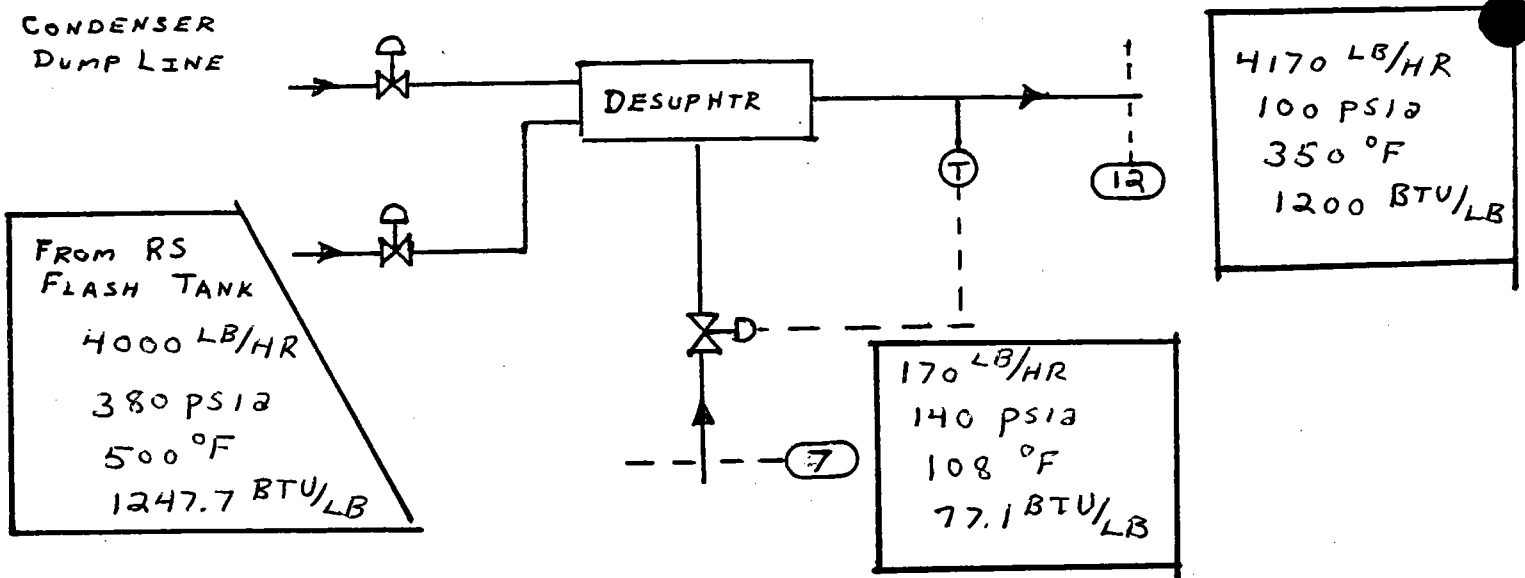 CONDENSER
DUMP LINE
DESUPHTR
T
12
4170 LB/HR
100 PSIA
350 °F
1200 BTU/LB
FROM RS
FLASH TANK
4000 LB/HR
380 PSIA
500 °F
1247.7 BTU/LB
7
170 LB/HR
140 PSIA
108 °F
77.1 BTU/LB